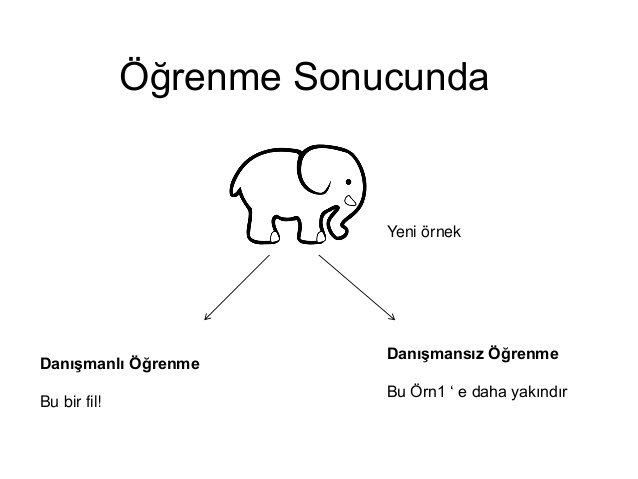 Öğrenme Sonucunda
Yeni örnek
Danışmanlı Öğrenme
Bu bir fil!
Danışmansız Öğrenme
Bu Örn1 ‘ e daha yakındır